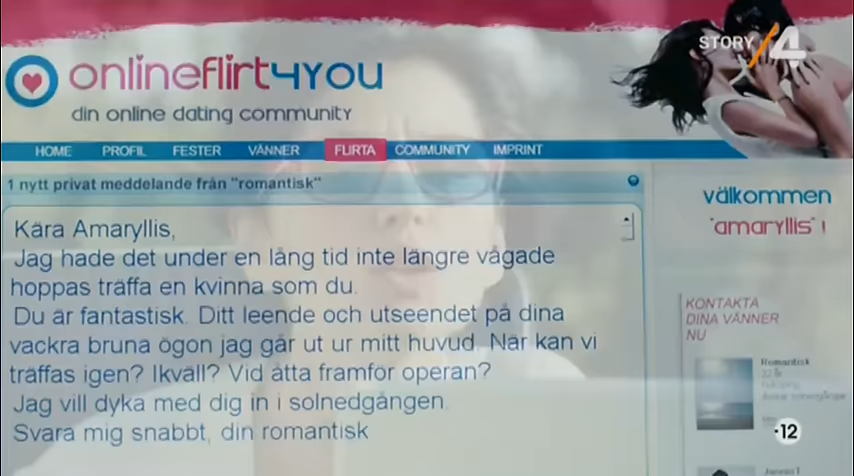 STORY/4
onlineflirt4you
din online dating community
HOME PROFIL FESTER VÄNNER FLIRTA COMMUNITY IMPRINT
1 nytt privat meddelande från "romantisk"
Kära Amaryllis,
Jag hade det under en lång tid inte längre vågade
hoppas träffa en kvinna som du.
Du är fantastisk. Ditt leende och utseendet på dina
vackra bruna ögon jag går ut ur mitt huvud. När kan vi
träffas igen? Ikväll? Vid åtta framför operan?
Jag vill dyka med dig in i solnedgången.
Svara mig snabbt, din romantisk
välkommen
"amaryllis" !
KONTAKTA
DINA VÄNNER
NU
Romantisk
32 år
-12